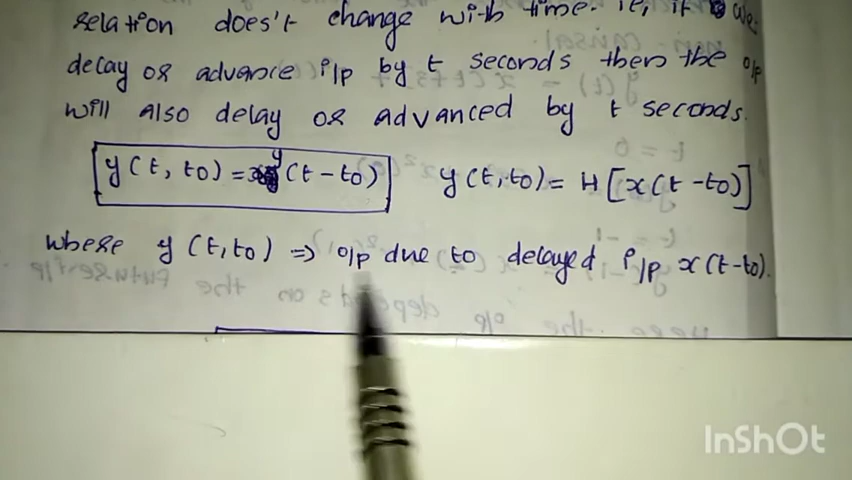 relation does't change with time. ie, if we
decay or advance i/p by t seconds then the o/p
will also delay or advanced by t seconds.
y(t, t0) = y(t-t0) y(t, t0) = H[x(t-t0)]
where y(t, t0) ⇒ o/p due to delayed i/p x(t-t0).
InShOt